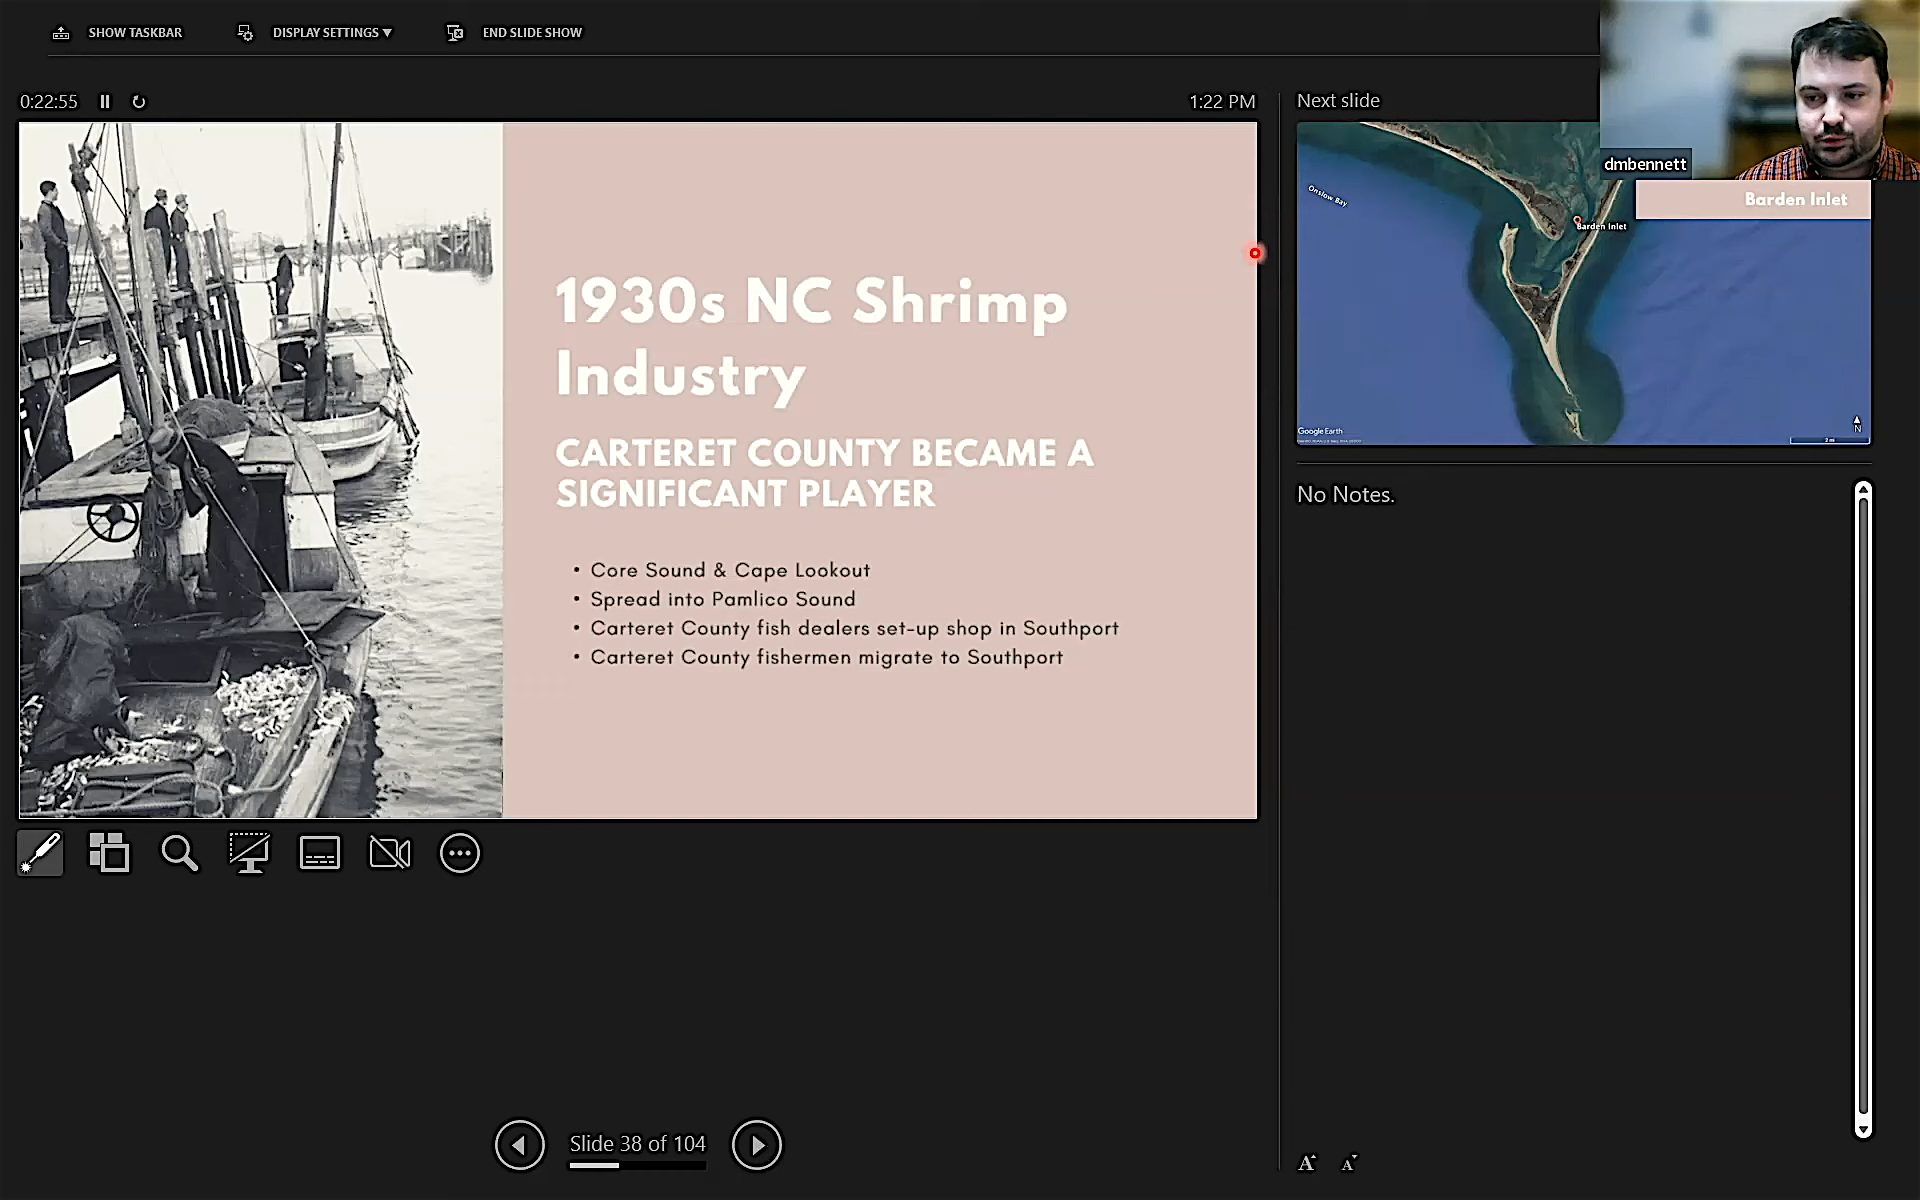 SHOW TASKBAR
DISPLAY SETTINGS ▼
END SLIDE SHOW
0:22:55
1:22 PM
Next slide
dmbennett
1930s NC Shrimp
Industry
CARTERET COUNTY BECAME A
SIGNIFICANT PLAYER
• Core Sound & Cape Lookout
• Spread into Pamlico Sound
• Carteret County fish dealers set-up shop in Southport
• Carteret County fishermen migrate to Southport
Onslow Bay
Barden Inlet
Barden Inlet
Google Earth
N
2 mi
No Notes.
Slide 38 of 104
A
A